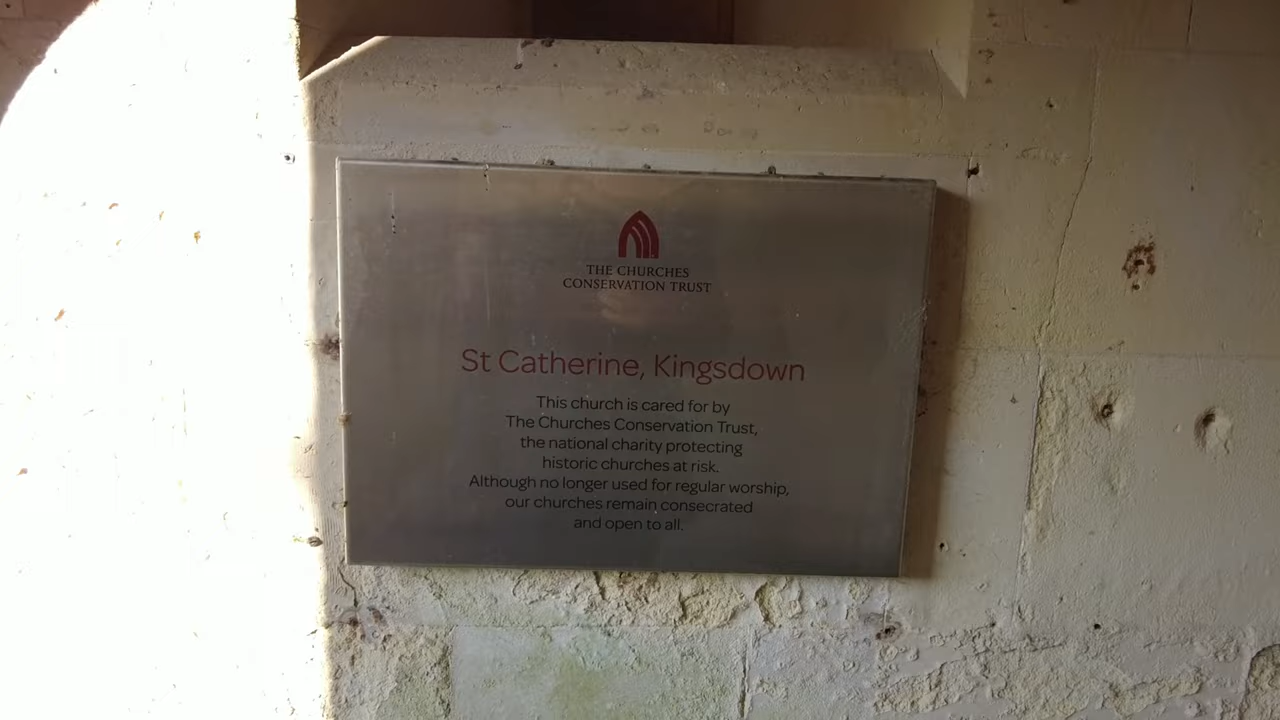 THE CHURCHES
CONSERVATION TRUST
St Catherine, Kingsdown
This church is cared for by
The Churches Conservation Trust,
the national charity protecting
historic churches at risk.
Although no longer used for regular worship,
our churches remain consecrated
and open to all.